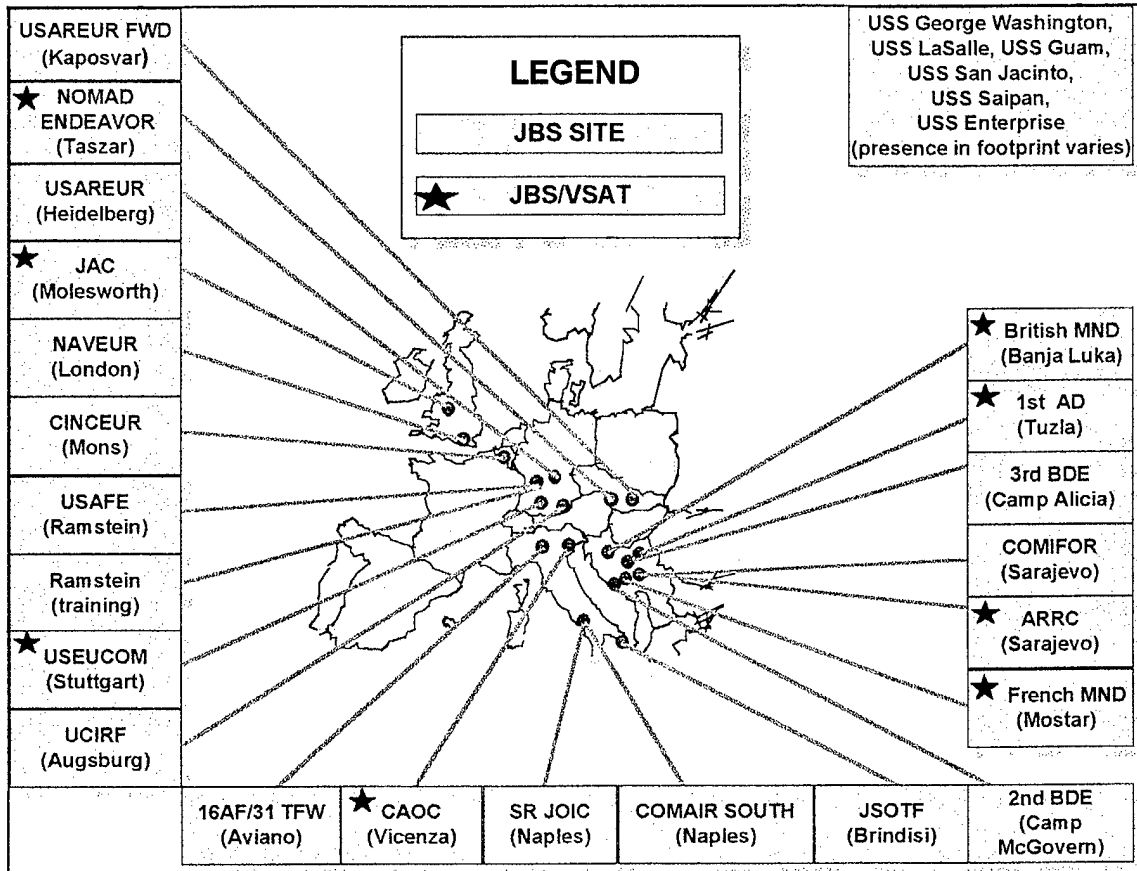 USAREUR FWD
(Kaposvar)
NOMAD
ENDEAVOR
(Taszar)
USAREUR
(Heidelberg)
JAC
(Molesworth)
NAVEUR
(London)
CINCEUR
(Mons)
USAFE
(Ramstein)
Ramstein
(training)
USEUCOM
(Stuttgart)
UCIRF
(Augsburg)
LEGEND
JBS SITE
JBS/VSAT
USS George Washington,
USS LaSalle, USS Guam,
USS San Jacinto,
USS Saipan,
USS Enterprise
(presence in footprint varies)
British MND
(Banja Luka)
1st AD
(Tuzla)
3rd BDE
(Camp Alicia)
COMIFOR
(Sarajevo)
ARRC
(Sarajevo)
French MND
(Mostar)
16AF/31 TFW
(Aviano)
CAOC
(Vicenza)
SR JOIC
(Naples)
COMAIR SOUTH
(Naples)
JSOTF
(Brindisi)
2nd BDE
(Camp
McGovern)